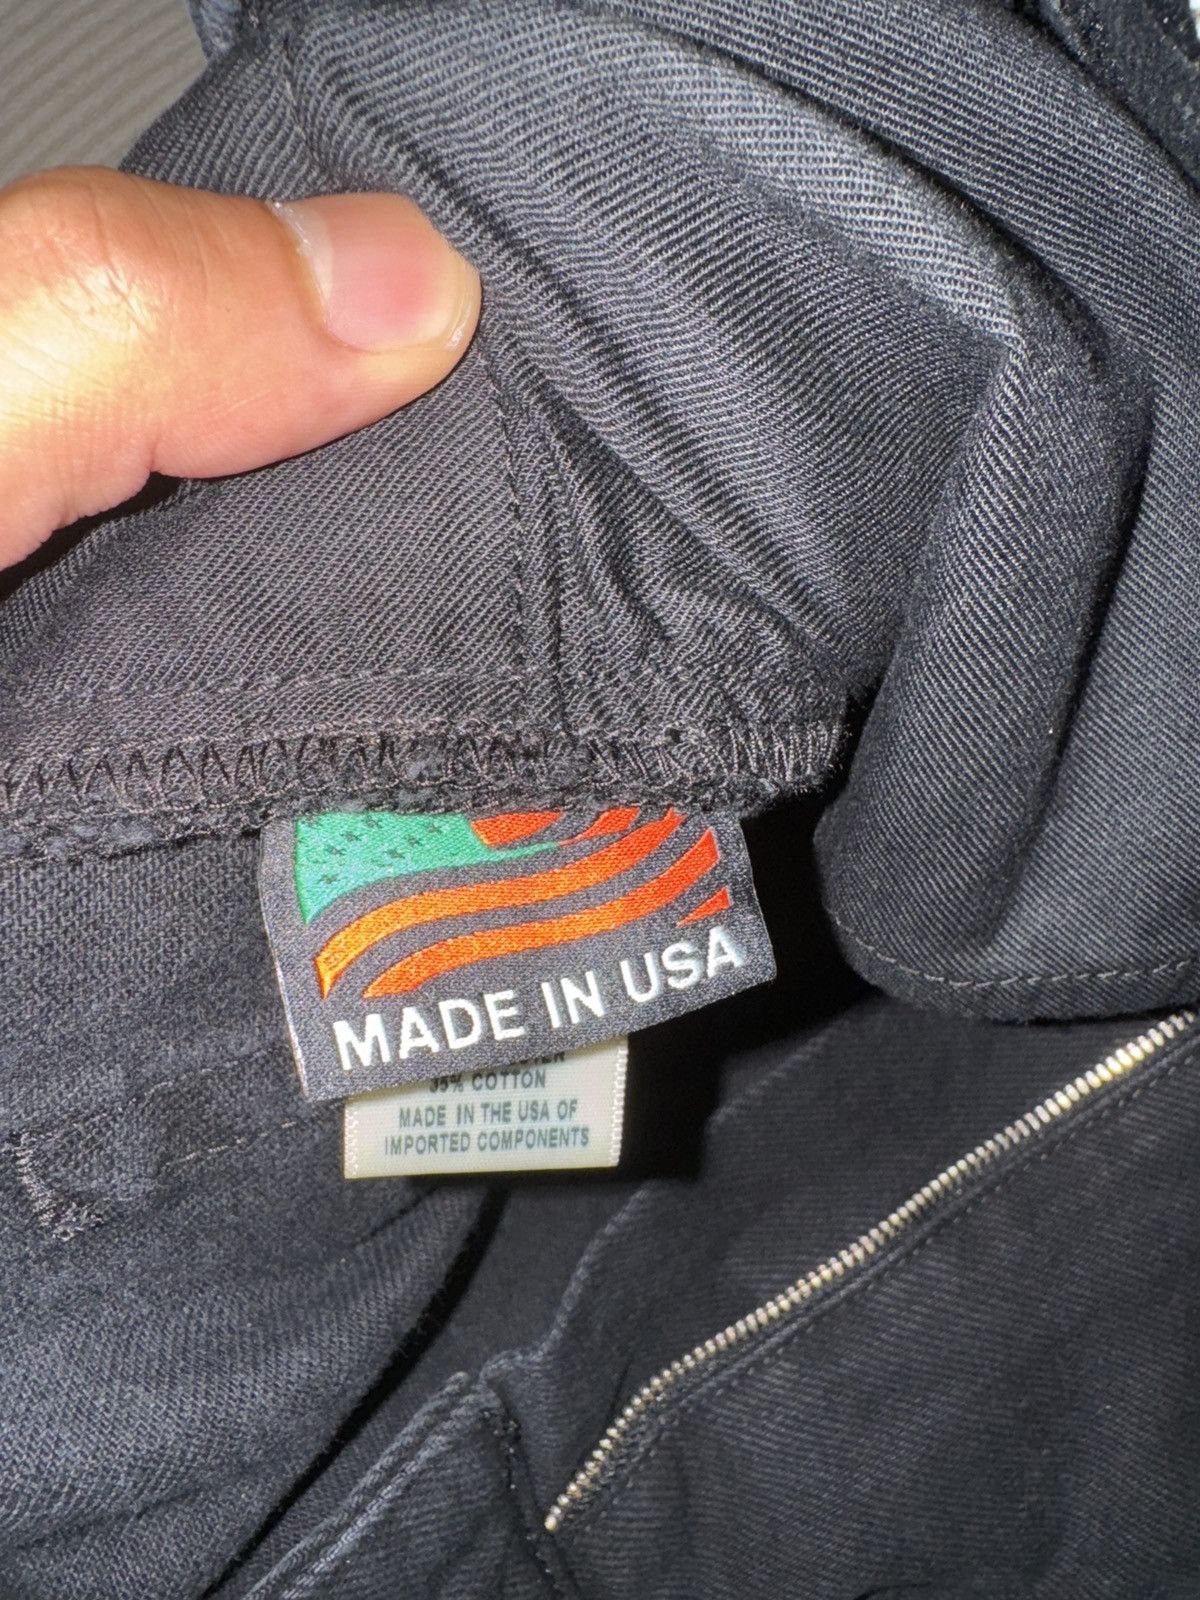 MADE IN USA
35% COTTON
MADE IN THE USA OF
IMPORTED COMPONENTS